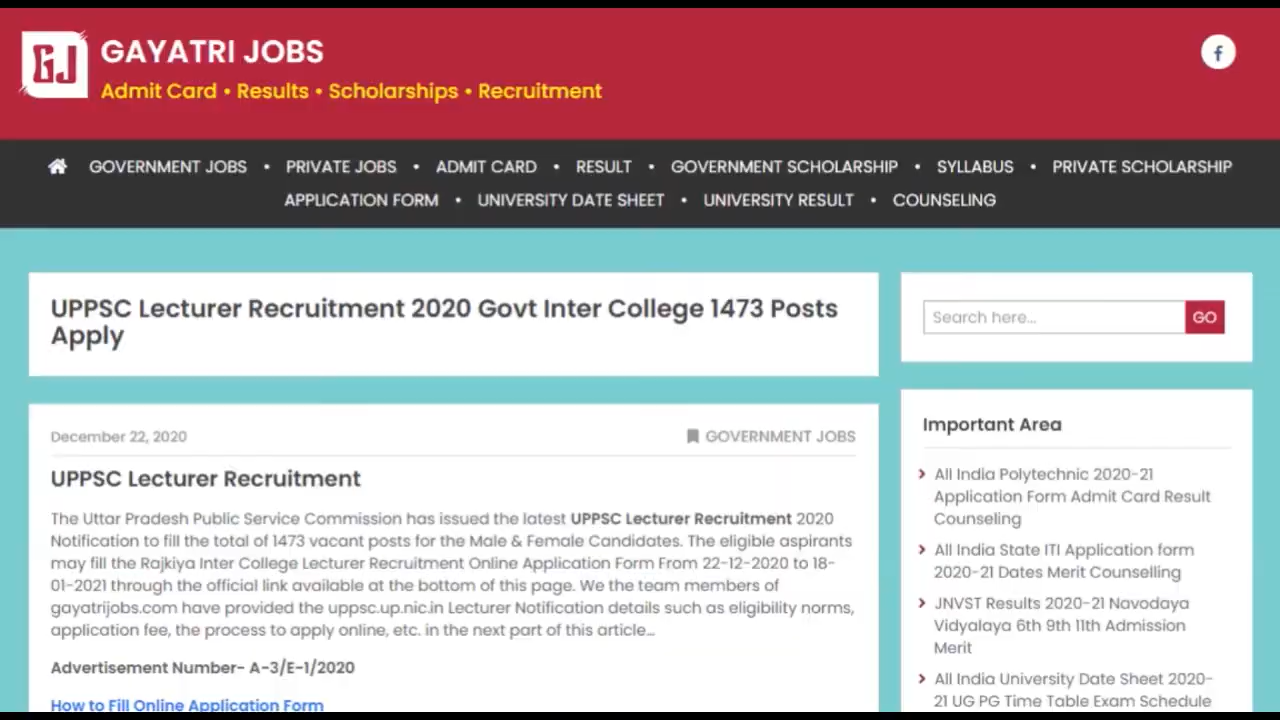 GJ
GAYATRI JOBS
Admit Card • Results • Scholarships • Recruitment
f
GOVERNMENT JOBS • PRIVATE JOBS • ADMIT CARD • RESULT • GOVERNMENT SCHOLARSHIP • SYLLABUS • PRIVATE SCHOLARSHIP
APPLICATION FORM • UNIVERSITY DATE SHEET • UNIVERSITY RESULT • COUNSELING
UPPSC Lecturer Recruitment 2020 Govt Inter College 1473 Posts
Apply
December 22, 2020
GOVERNMENT JOBS
UPPSC Lecturer Recruitment
The Uttar Pradesh Public Service Commission has issued the latest UPPSC Lecturer Recruitment 2020
Notification to fill the total of 1473 vacant posts for the Male & Female Candidates. The eligible aspirants
may fill the Rajkiya Inter College Lecturer Recruitment Online Application Form From 22-12-2020 to 18-
01-2021 through the official link available at the bottom of this page. We the team members of
gayatrijobs.com have provided the uppsc.up.nic.in Lecturer Notification details such as eligibility norms,
application fee, the process to apply online, etc. in the next part of this article…
Advertisement Number- A-3/E-1/2020
How to Fill Online Application Form
Search here...
GO
Important Area
All India Polytechnic 2020-21
Application Form Admit Card Result
Counseling
All India State ITI Application form
2020-21 Dates Merit Counselling
JNVST Results 2020-21 Navodaya
Vidyalaya 6th 9th 11th Admission
Merit
All India University Date Sheet 2020-
21 UG PG Time Table Exam Schedule